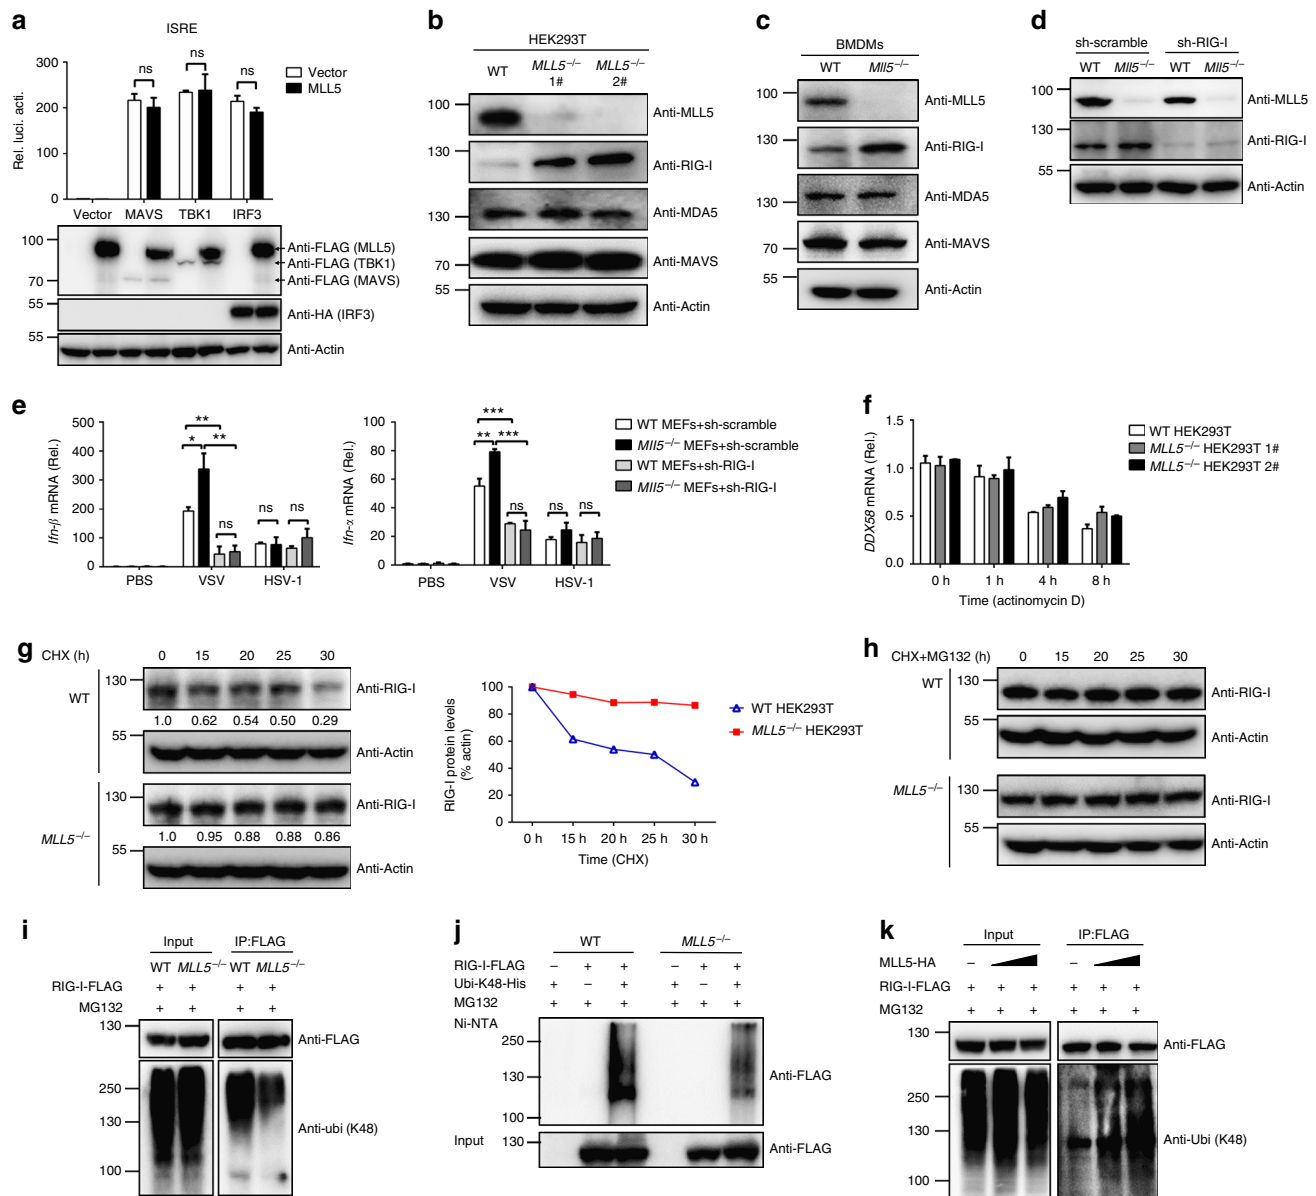 a
ISRE
ns
ns
ns
Vector
MLL5
Rel. luci. acti.
300
200
100
0
Vector MAVS TBK1 IRF3
100
70
55
55
Anti-FLAG (MLL5)
Anti-FLAG (TBK1)
Anti-FLAG (MAVS)
Anti-HA (IRF3)
Anti-Actin
b
HEK293T
WT MLL5–/– 1# MLL5–/– 2#
100 Anti-MLL5
130 Anti-RIG-I
130 Anti-MDA5
70 Anti-MAVS
55 Anti-Actin
c
BMDMs
WT Mll5–/–
100 Anti-MLL5
130 Anti-RIG-I
130 Anti-MDA5
70 Anti-MAVS
55 Anti-Actin
d
sh-scramble sh-RIG-I
WT Mll5–/– WT Mll5–/–
100 Anti-MLL5
130 Anti-RIG-I
55 Anti-Actin
e
Ifn-β mRNA (Rel.)
500
400
300
200
100
0
**
* **
ns
ns ns
PBS VSV HSV-1
Ifn-α mRNA (Rel.)
100
80
60
40
20
0
***
** ***
ns
ns ns
PBS VSV HSV-1
WT MEFs+sh-scramble
Mll5–/– MEFs+sh-scramble
WT MEFs+sh-RIG-I
Mll5–/– MEFs+sh-RIG-I
f
DDX58 mRNA (Rel.)
1.5
1.0
0.5
0.0
0 h 1 h 4 h 8 h
Time (actinomycin D)
WT HEK293T
MLL5–/– HEK293T 1#
MLL5–/– HEK293T 2#
g
CHX (h) 0 15 20 25 30
WT
130 Anti-RIG-I
1.0 0.62 0.54 0.50 0.29
55 Anti-Actin
MLL5–/–
130 Anti-RIG-I
1.0 0.95 0.88 0.88 0.86
55 Anti-Actin
RIG-I protein levels
(% actin)
100
80
60
40
20
0
0 h 15 h 20 h 25 h 30 h
Time (CHX)
WT HEK293T
MLL5–/– HEK293T
h
CHX+MG132 (h) 0 15 20 25 30
WT
130 Anti-RIG-I
55 Anti-Actin
MLL5–/–
130 Anti-RIG-I
55 Anti-Actin
i
Input IP:FLAG
WT MLL5–/– WT MLL5–/–
RIG-I-FLAG + + + +
MG132 + + + +
130 Anti-FLAG
250
130 Anti-ubi (K48)
100
j
WT MLL5–/–
RIG-I-FLAG – + + – + +
Ubi-K48-His + – + + – +
MG132 + + + + + +
Ni-NTA
250
130 Anti-FLAG
100
Input 130 Anti-FLAG
k
Input IP:FLAG
MLL5-HA – –
RIG-I-FLAG + + + + + +
MG132 + + + + + +
130 Anti-FLAG
250
130 Anti-Ubi (K48)
100